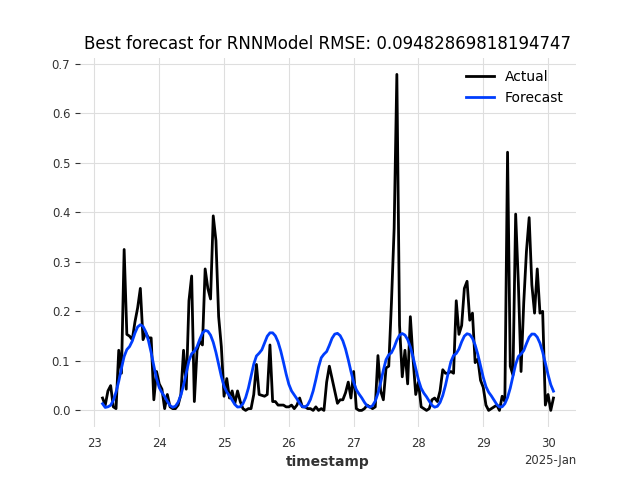 Best forecast for RNNModel RMSE: 0.09482869818194747
0.7
0.6
0.5
0.4
0.3
0.2
0.1
0.0
Actual
Forecast
23 24 25 26 27 28 29 30
timestamp
2025-Jan